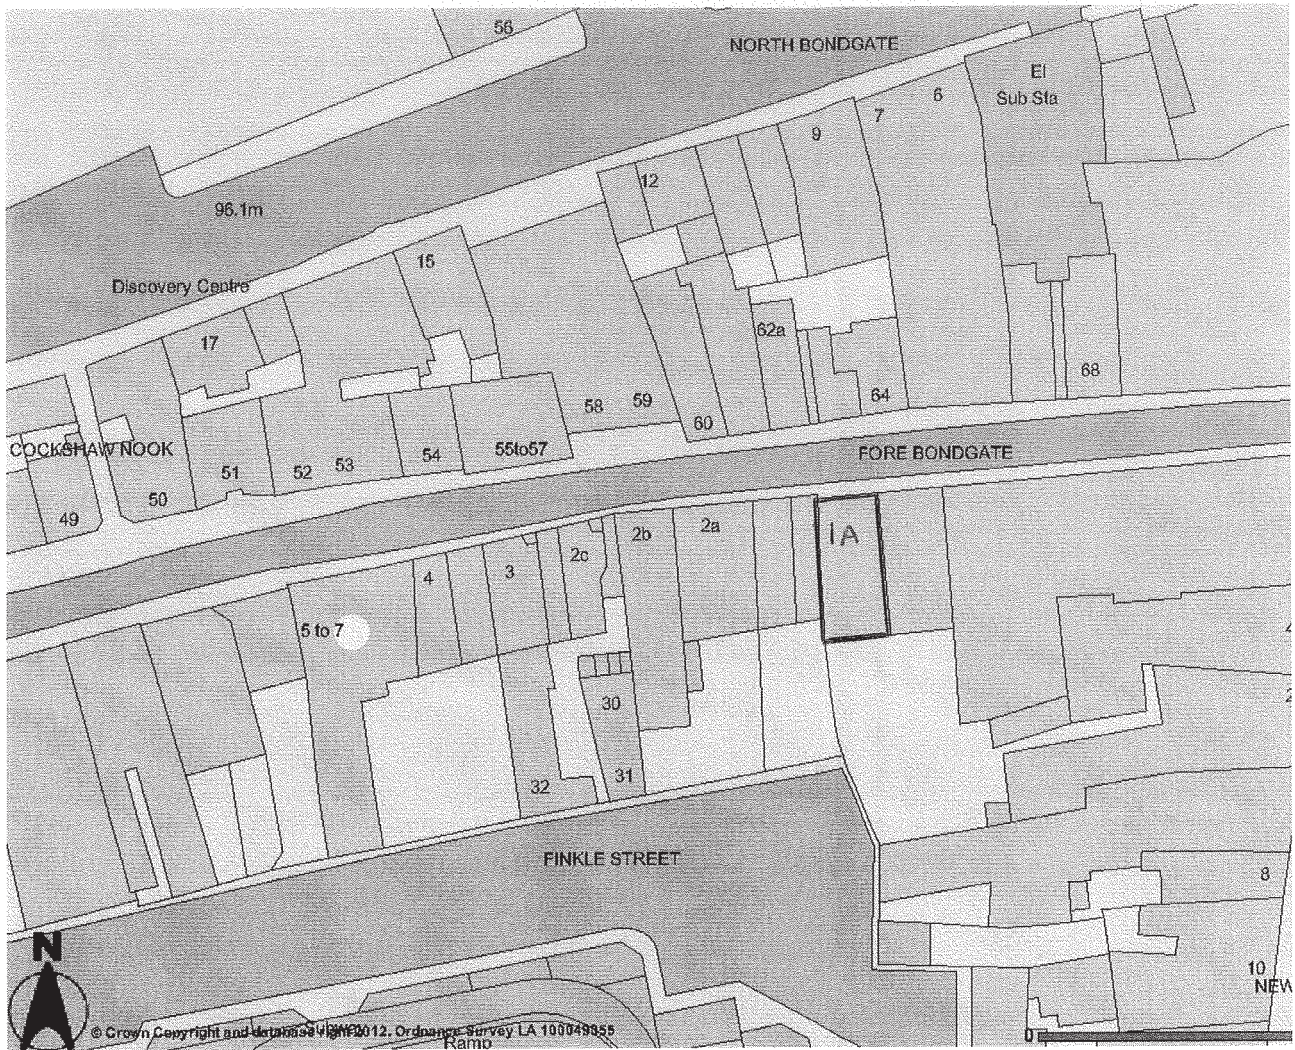 56
NORTH BONDGATE
El
Sub Sta
6
7
9
12
96.1m
15
Discovery Centre
17
62a
68
64
58
59
60
COCKSHAW NOOK
51
52
53
54
55to57
FORE BONDGATE
50
49
2b
2a
1A
2c
3
4
5 to 7
30
31
32
FINKLE STREET
8
10
NEW
N
© Crown Copyright and database right 2012. Ordnance Survey LA 100049355
Ramp
0